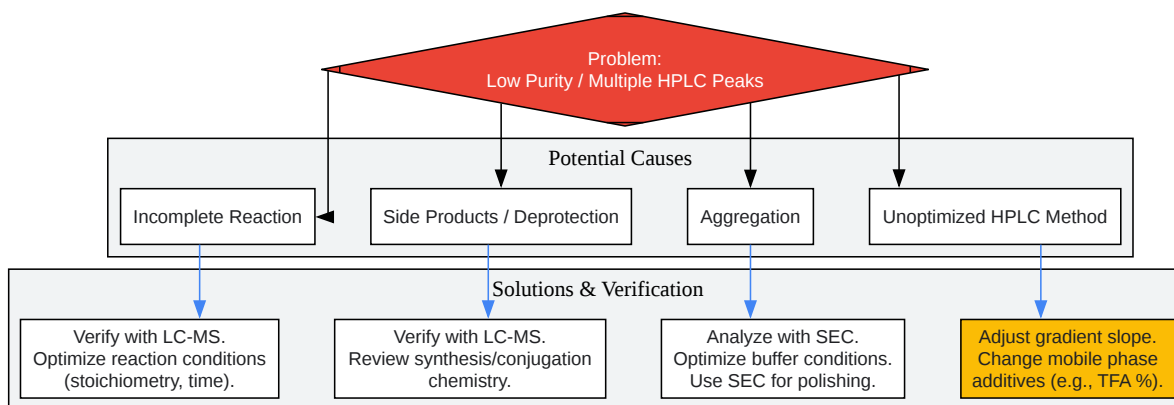 Problem:
Low Purity / Multiple HPLC Peaks
Potential Causes
Incomplete Reaction
Side Products / Deprotection
Aggregation
Unoptimized HPLC Method
Solutions & Verification
Verify with LC-MS.
Optimize reaction conditions
(stoichiometry, time).
Verify with LC-MS.
Review synthesis/conjugation
chemistry.
Analyze with SEC.
Optimize buffer conditions.
Use SEC for polishing.
Adjust gradient slope.
Change mobile phase
additives (e.g., TFA %).